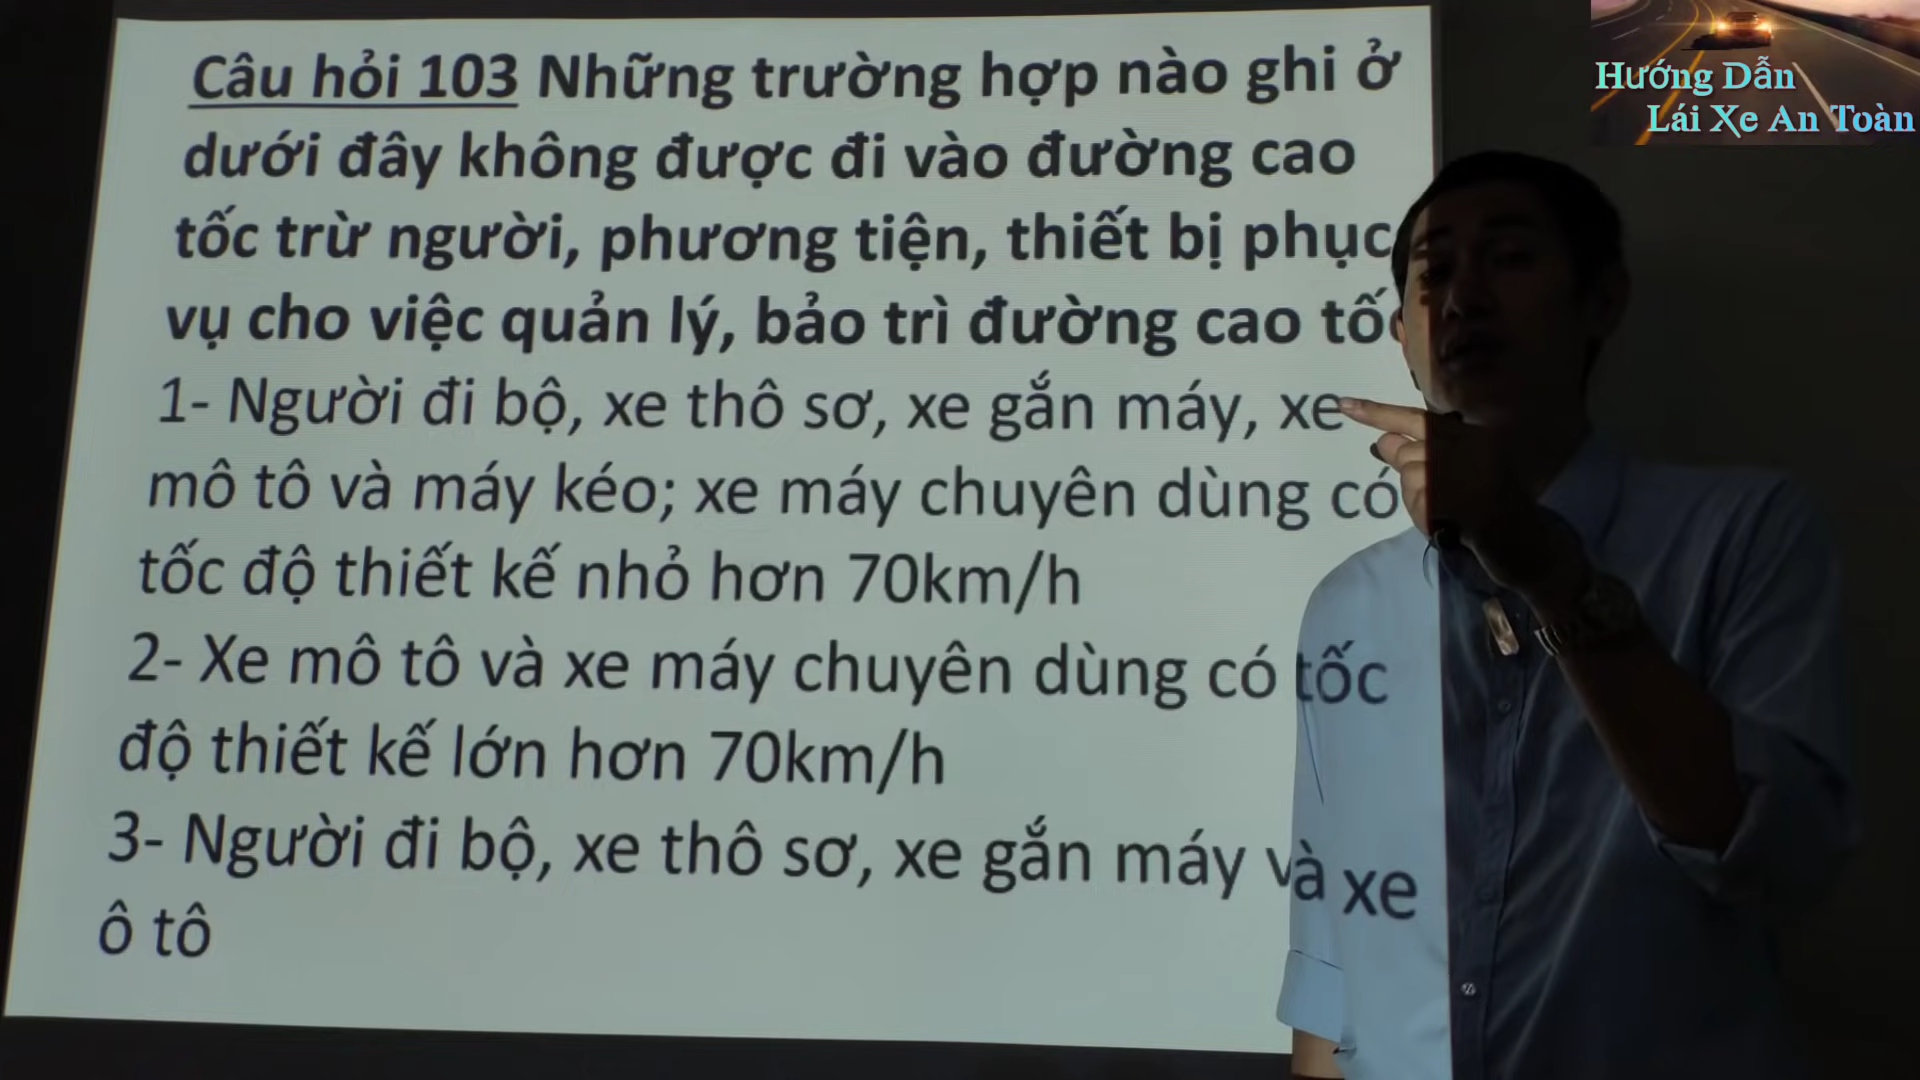 Hướng Dẫn
Lái Xe An Toàn
Câu hỏi 103 Những trường hợp nào ghi ở
dưới đây không được đi vào đường cao
tốc trừ người, phương tiện, thiết bị phục
vụ cho việc quản lý, bảo trì đường cao tốc
1- Người đi bộ, xe thô sơ, xe gắn máy, xe
mô tô và máy kéo; xe máy chuyên dùng có
tốc độ thiết kế nhỏ hơn 70km/h
2- Xe mô tô và xe máy chuyên dùng có tốc
độ thiết kế lớn hơn 70km/h
3- Người đi bộ, xe thô sơ, xe gắn máy và xe
ô tô